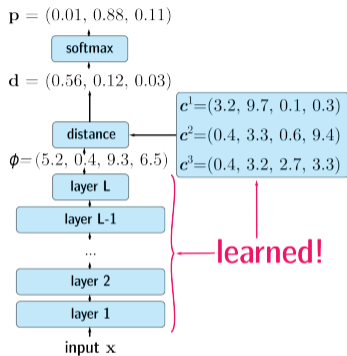 p = (0.01, 0.88, 0.11)
softmax
d = (0.56, 0.12, 0.03)
distance
c¹=(3.2, 9.7, 0.1, 0.3)
c²=(0.4, 3.3, 0.6, 9.4)
c³=(0.4, 3.2, 2.7, 3.3)
ϕ=(5.2, 0.4, 9.3, 6.5)
layer L
layer L-1
...
learned!
layer 2
layer 1
input x